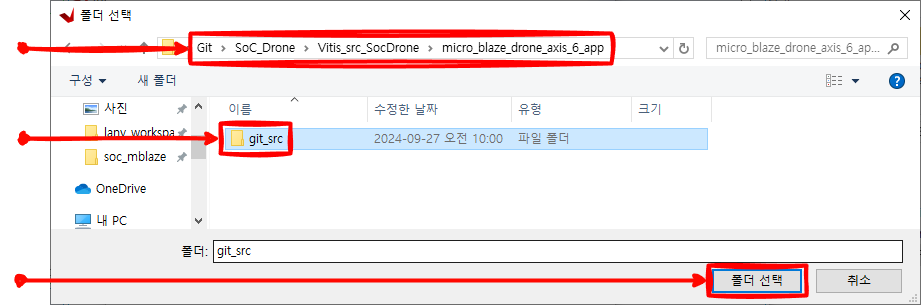 폴더 선택
Git > SoC_Drone > Vitis_src_SocDrone > micro_blaze_drone_axis_6_app
micro_blaze_drone_axis_6_ap...
구성 새 폴더
이름 수정한 날짜 유형 크기
사진
lany_workspa
soc_mblaze
OneDrive
내 PC
git_src 2024-09-27 오전 10:00 파일 폴더
폴더: git_src
폴더 선택 취소